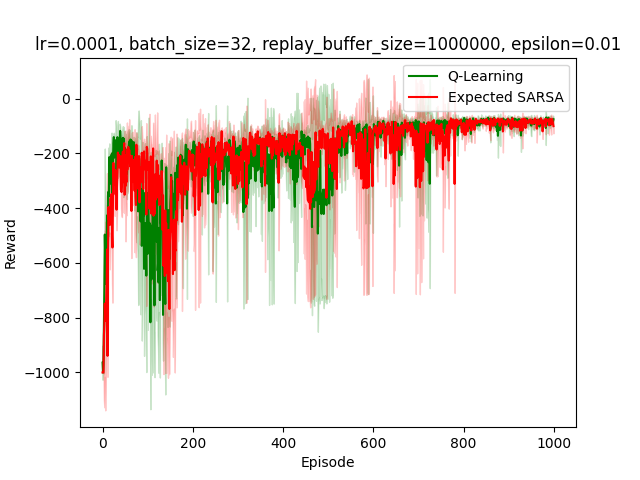 lr=0.0001, batch_size=32, replay_buffer_size=1000000, epsilon=0.01
Q-Learning
Expected SARSA
0
−200
−400
−600
−800
−1000
Reward
0 200 400 600 800 1000
Episode